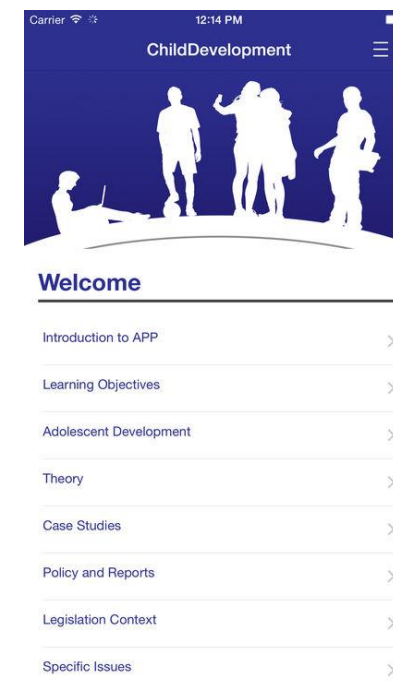 Carrier 12:14 PM
ChildDevelopment
Welcome
Introduction to APP
Learning Objectives
Adolescent Development
Theory
Case Studies
Policy and Reports
Legislation Context
Specific Issues